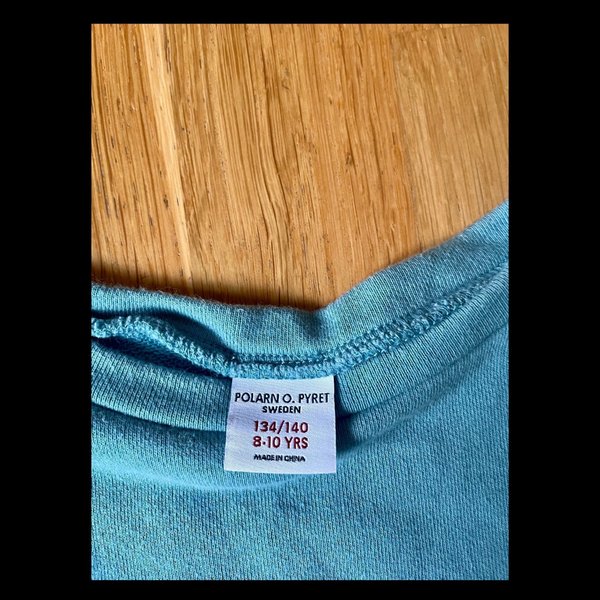 POLARN O. PYRET
SWEDEN
134/140
8-10 YRS
MADE IN CHINA